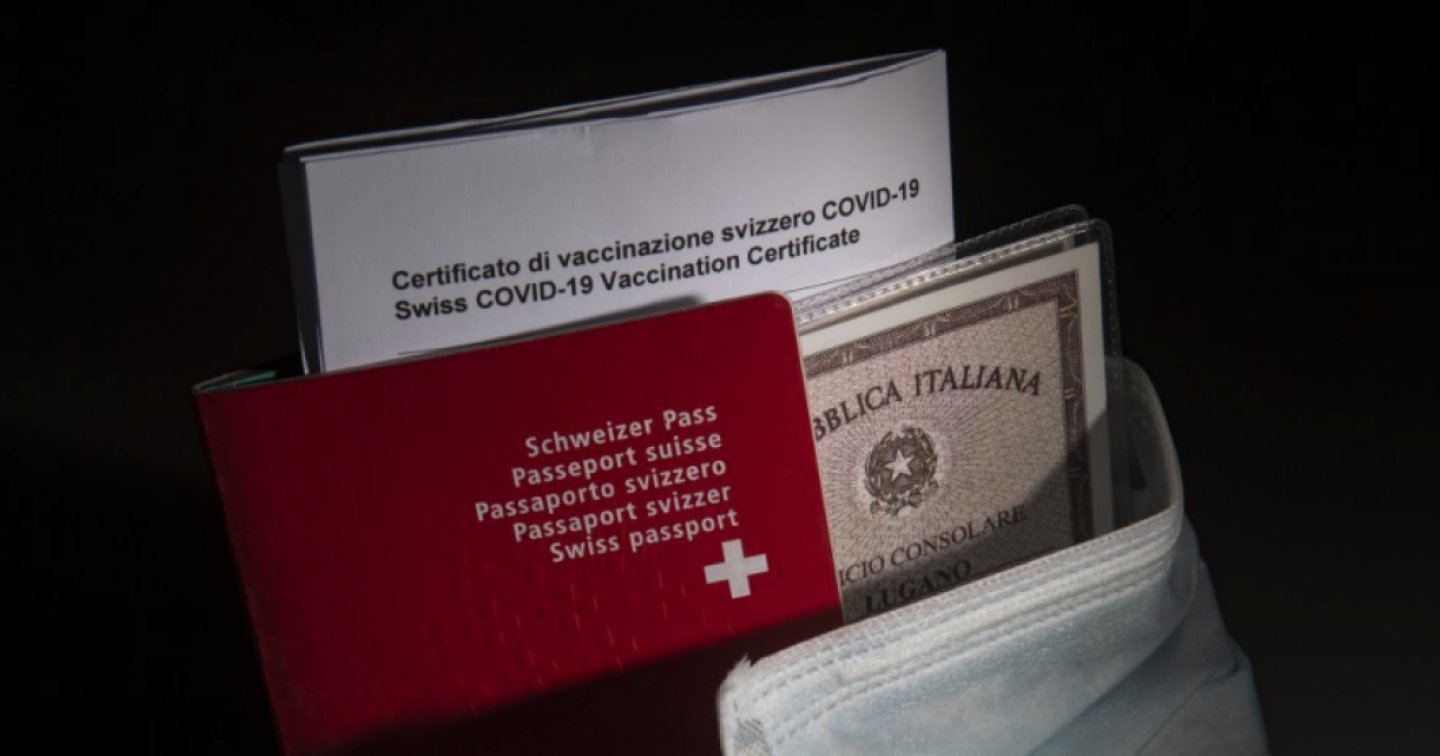 Certificato di vaccinazione svizzero COVID-19
Swiss COVID-19 Vaccination Certificate
Schweizer Pass
Passeport suisse
Passaporto svizzero
Passaport svizzer
Swiss passport
BBLICA ITALIANA
ICIO CONSOLARE
LUGANO